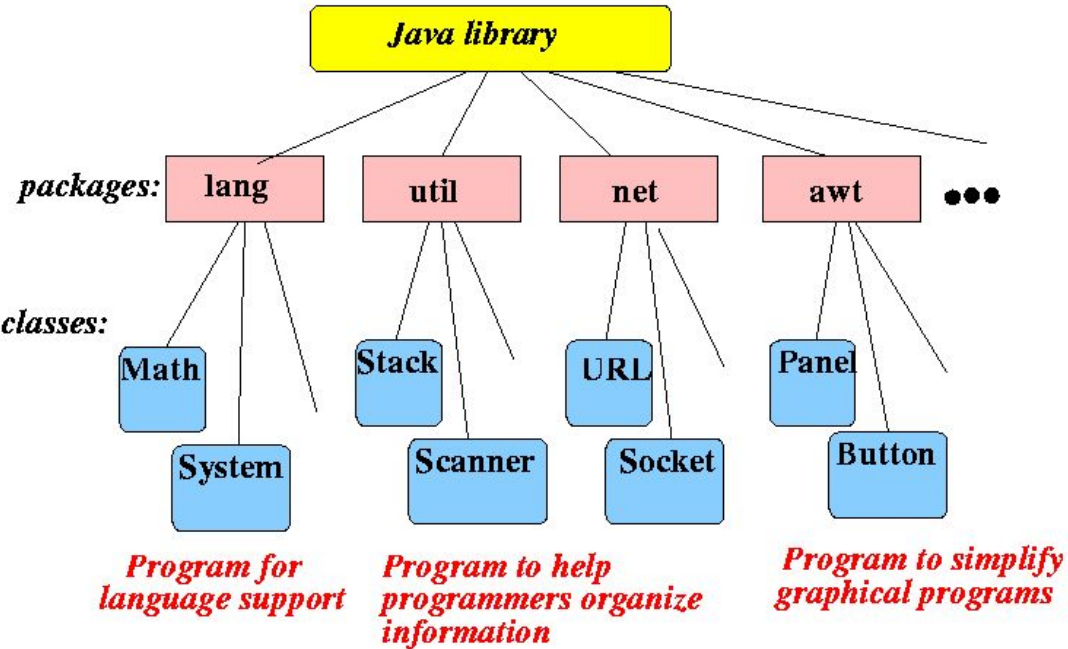 Java library
packages:
lang
util
net
awt
classes:
Math
Stack
URL
Panel
System
Scanner
Socket
Button
Program for
language support
Program to help
programmers organize
information
Program to simplify
graphical programs